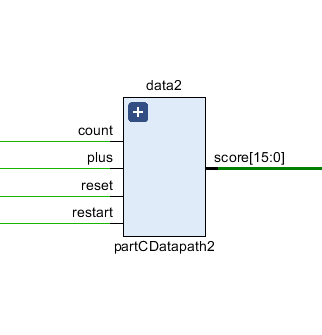 data2
count
plus
score[15:0]
reset
restart
partCDatapath2